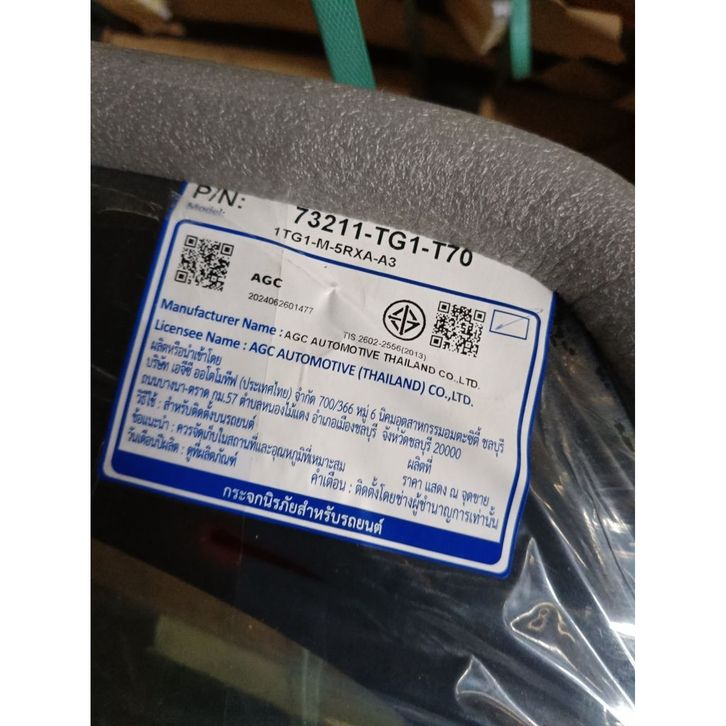 P/N: 73211-TG1-T70
Model: 1TG1-M-5RXA-A3
AGC
2024062601477
TIS.2602-2556(2013)
Manufacturer Name : AGC AUTOMOTIVE THAILAND CO.,LTD.
Licensee Name : AGC AUTOMOTIVE (THAILAND) CO.,LTD.
ผลิตหรือนำเข้าโดย
บริษัท เอจีซี ออโตโมทีฟ (ประเทศไทย) จำกัด 700/366 หมู่ 6 นิคมอุตสาหกรรมอมตะซิตี้ ชลบุรี
ถนนบางนา-ตราด กม.57 ตำบลหนองไม้แดง อำเภอเมืองชลบุรี จังหวัดชลบุรี 20000
วิธีใช้ : สำหรับติดตั้งบนรถยนต์ ผลิตที่
ข้อแนะนำ : ควรจัดเก็บในสถานที่และอุณหภูมิที่เหมาะสม ราคา แสดง ณ จุดขาย
วันเดือนปีผลิต : ดูที่ผลิตภัณฑ์ คำเตือน : ติดตั้งโดยช่างผู้ชำนาญการเท่านั้น
กระจกนิรภัยสำหรับรถยนต์